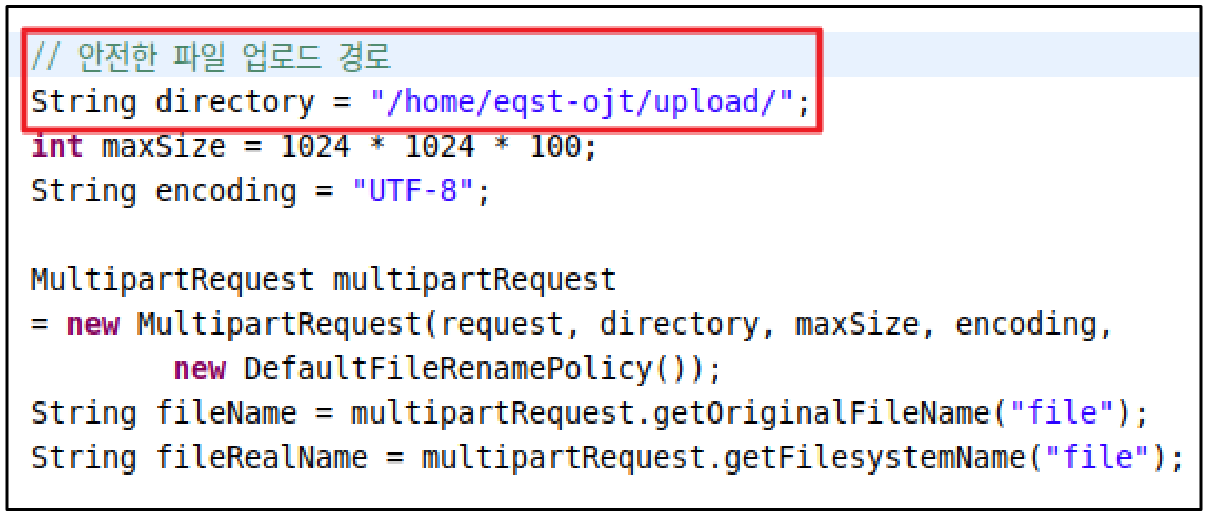 // 안전한 파일 업로드 경로
String directory = "/home/eqst-ojt/upload/";
int maxSize = 1024 * 1024 * 100;
String encoding = "UTF-8";
MultipartRequest multipartRequest
= new MultipartRequest(request, directory, maxSize, encoding,
new DefaultFileRenamePolicy());
String fileName = multipartRequest.getOriginalFileName("file");
String fileRealName = multipartRequest.getFilesystemName("file");